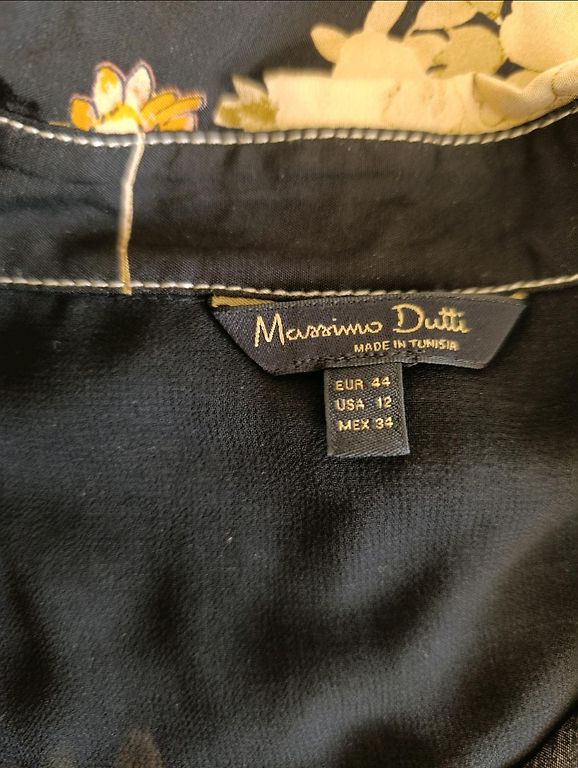 Massimo Dutti
MADE IN TUNISIA
EUR 44
USA 12
MEX 34